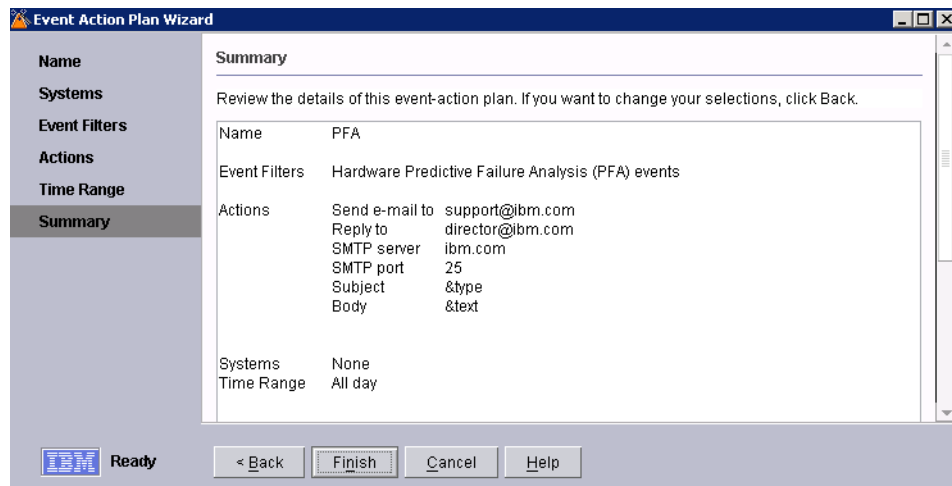 Event Action Plan Wizard
Name
Systems
Event Filters
Actions
Time Range
Summary
Summary
Review the details of this event-action plan. If you want to change your selections, click Back.
Name PFA
Event Filters Hardware Predictive Failure Analysis (PFA) events
Actions Send e-mail to support@ibm.com
Reply to director@ibm.com
SMTP server ibm.com
SMTP port 25
Subject &type
Body &text
Systems None
Time Range All day
IBM Ready < Back Finish Cancel Help